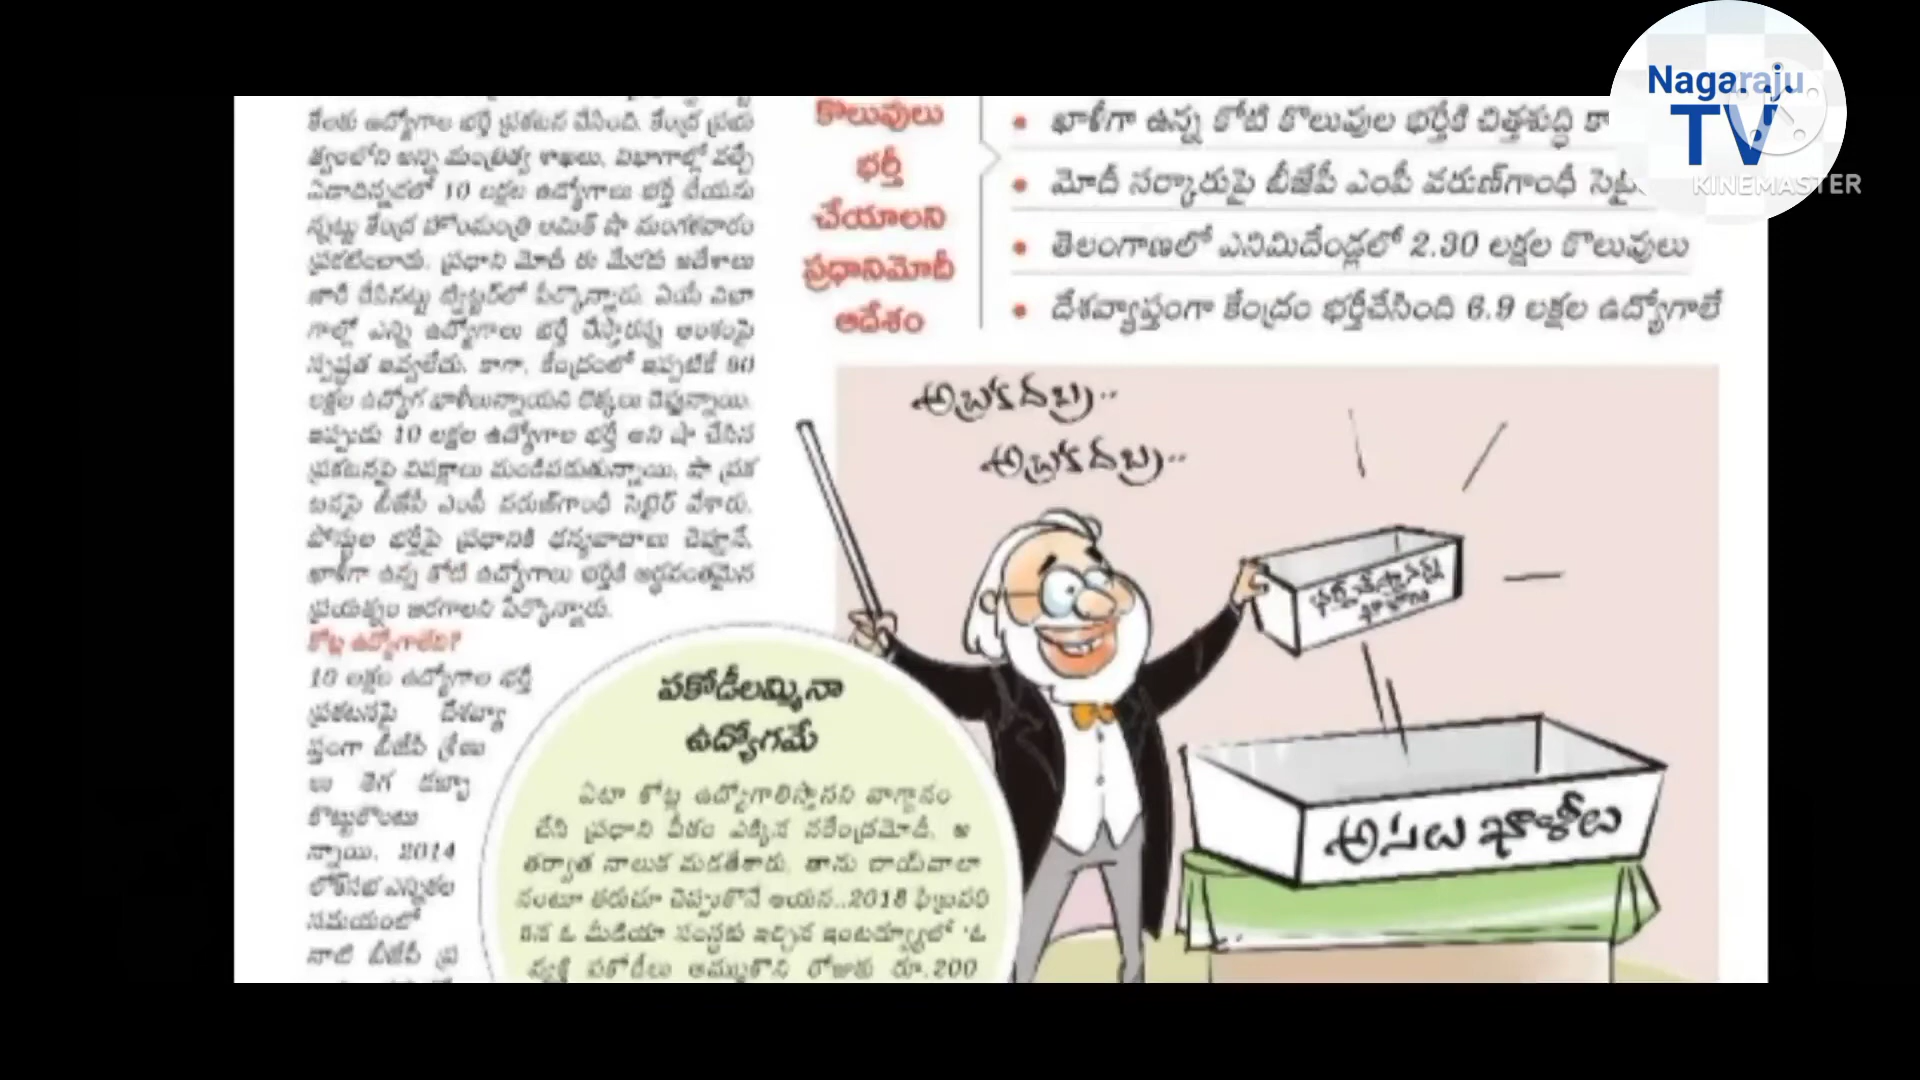 కేలకు ఉద్యోగాల భర్తీ ప్రకటన చేసింది. కేంద్ర ప్రభు
త్వంలోని అన్ని మంత్రిత్వ శాఖలు, విభాగాల్లో వచ్చే
ఏడాదిన్నరలో 10 లక్షల ఉద్యోగాలు భర్తీ చేయను
న్నట్టు కేంద్ర హోంమంత్రి అమిత్ షా మంగళవారం
ప్రకటించారు. ప్రధాని మోదీ ఈ మేరకు ఆదేశాలు
జారీ చేసినట్టు ట్విట్టర్‌లో పేర్కొన్నారు. ఏయే విభా
గాల్లో ఎన్ని ఉద్యోగాలు భర్తీ చేస్తారన్న అంశంపై
స్పష్టత ఇవ్వలేదు. కాగా, కేంద్రంలో ఇప్పటికే 60
లక్షల ఉద్యోగ ఖాళీలున్నాయని లెక్కలు చెప్తున్నాయి.
ఇప్పుడు 10 లక్షల ఉద్యోగాల భర్తీ అని షా చేసిన
ప్రకటనపై విపక్షాలు మండిపడుతున్నాయి. షా ప్రక
టనపై బీజేపీ ఎంపీ వరుణ్‌గాంధీ సెటైర్ వేశారు.
పోస్టుల భర్తీపై ప్రధానికి ధన్యవాదాలు చెప్తూనే,
ఖాళీగా ఉన్న కోటి ఉద్యోగాలు భర్తీకి అర్థవంతమైన
ప్రయత్నం జరగాలని పేర్కొన్నారు.
కోట్ల ఉద్యోగాలేవి?
10 లక్షల ఉద్యోగాల భర్తీ
ప్రకటనపై దేశవ్యా
ప్తంగా బీజేపీ శ్రేణు
లు తెగ డబ్బా
కొట్టుకొంటు
న్నాయి. 2014
లోక్‌సభ ఎన్నికల
సమయంలో
నాటి బీజేపీ ప్ర
కొలువులు
భర్తీ
చేయాలని
ప్రధానిమోదీ
ఆదేశం
• ఖాళీగా ఉన్న కోటి కొలువుల భర్తీకి చిత్తశుద్ధి కా
• మోదీ సర్కారుపై బీజేపీ ఎంపీ వరుణ్‌గాంధీ సెటైర్
• తెలంగాణలో ఎనిమిదేండ్లలో 2.30 లక్షల కొలువులు
• దేశవ్యాప్తంగా కేంద్రం భర్తీచేసింది 6.9 లక్షల ఉద్యోగాలే
అబ్రకదబ్ర..
అబ్రకదబ్ర..
భర్తీ చేస్తానన్న
ఖాళీలు
అసలు ఖాళీలు
పకోడీలమ్మినా
ఉద్యోగమే
ఏటా కోట్ల ఉద్యోగాలిస్తానని వాగ్దానం
చేసి ప్రధాని పీఠం ఎక్కిన నరేంద్రమోదీ, ఆ
తర్వాత నాలుక మడతేశారు. తాను చాయ్‌వాలా
నంటూ తరుచూ చెప్పుకొనే ఆయన..2018 ఫిబ్రవరి
లో ఓ మీడియా సంస్థకు ఇచ్చిన ఇంటర్వ్యూలో 'ఓ
వ్యక్తి పకోడీలు అమ్ముకొని రోజుకు రూ.200
Nagaraju
TV
KINEMASTER